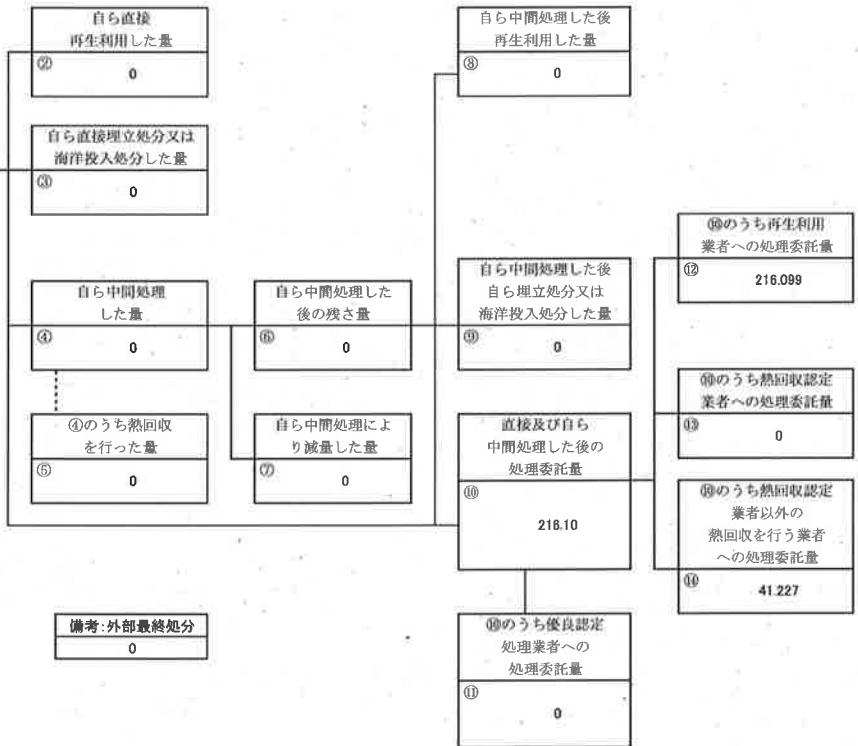 自ら直接
再生利用した量
②
0
自ら中間処理した後
再生利用した量
⑧
0
自ら直接埋立処分又は
海洋投入処分した量
③
0
⑩のうち再生利用
業者への処理委託量
⑫
216.099
自ら中間処理
した量
④
0
自ら中間処理した
後の残さ量
⑥
0
自ら中間処理した後
自ら埋立処分又は
海洋投入処分した量
⑨
0
⑩のうち熱回収認定
業者への処理委託量
⑬
0
④のうち熱回収
を行った量
⑤
0
自ら中間処理によ
り減量した量
⑦
0
直接及び自ら
中間処理した後の
処理委託量
⑩
216.10
⑩のうち熱回収認定
業者以外の
熱回収を行う業者
への処理委託量
⑭
41.227
備考:外部最終処分
0
⑩のうち優良認定
処理業者への
処理委託量
⑪
0